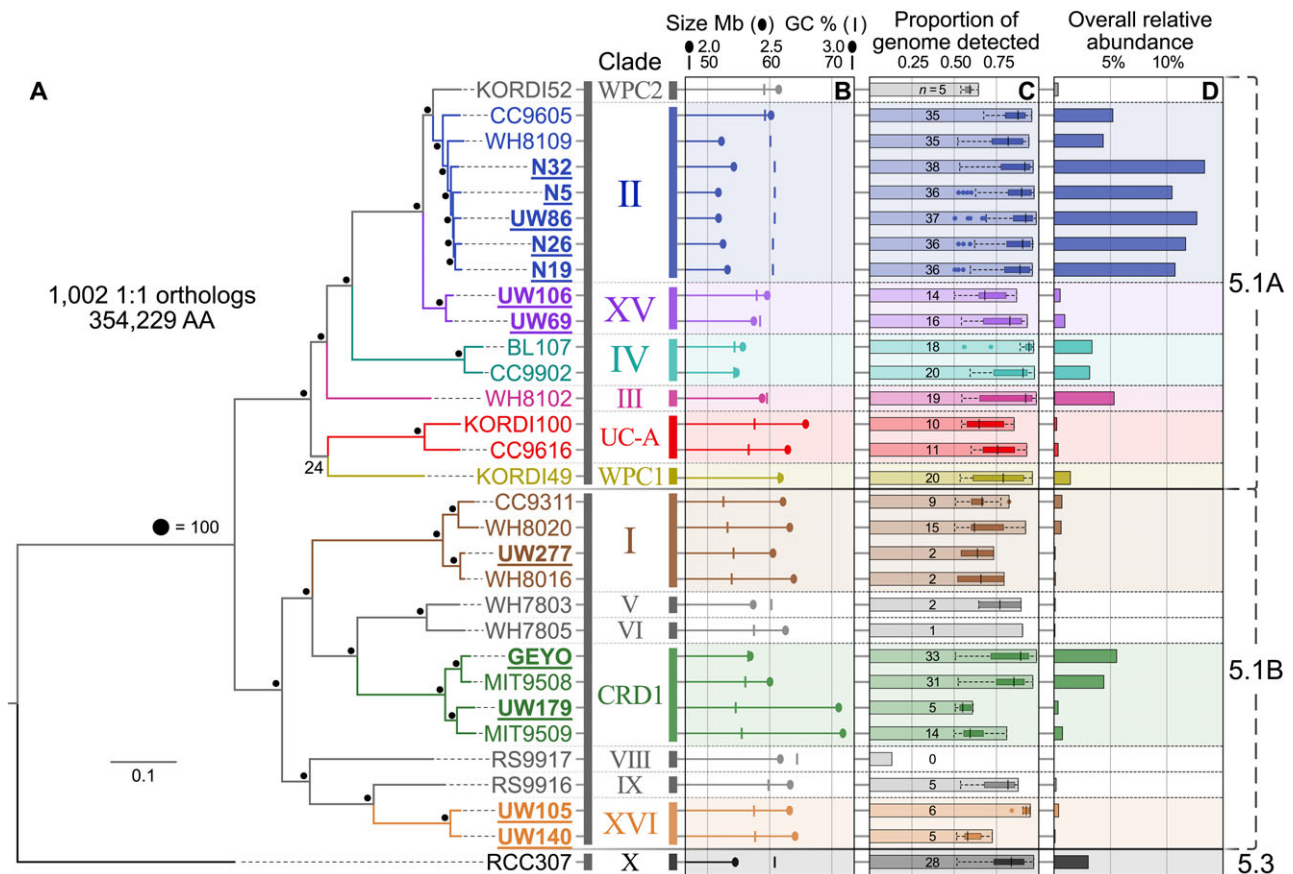 Size Mb (●) GC % (|)
Proportion of
genome detected
Overall relative
abundance
Clade
2.0 2.5 3.0
50 60 70
0.25 0.50 0.75
5% 10%
A
B
C
D
KORDI52 WPC2 n = 5
CC9605 35
WH8109 35
N32 38
N5 II 36
UW86 37
N26 36
N19 36
1,002 1:1 orthologs
354,229 AA
UW106 XV 14
UW69 16
BL107 IV 18
CC9902 20
WH8102 III 19
KORDI100 UC-A 10
CC9616 11
24
KORDI49 WPC1 20
5.1A
CC9311 9
● = 100
WH8020 I 15
UW277 2
WH8016 2
WH7803 V 2
WH7805 VI 1
GEYO 33
MIT9508 CRD1 31
UW179 5
MIT9509 14
5.1B
0.1
RS9917 VIII 0
RS9916 IX 5
UW105 XVI 6
UW140 5
RCC307 X 28
5.3